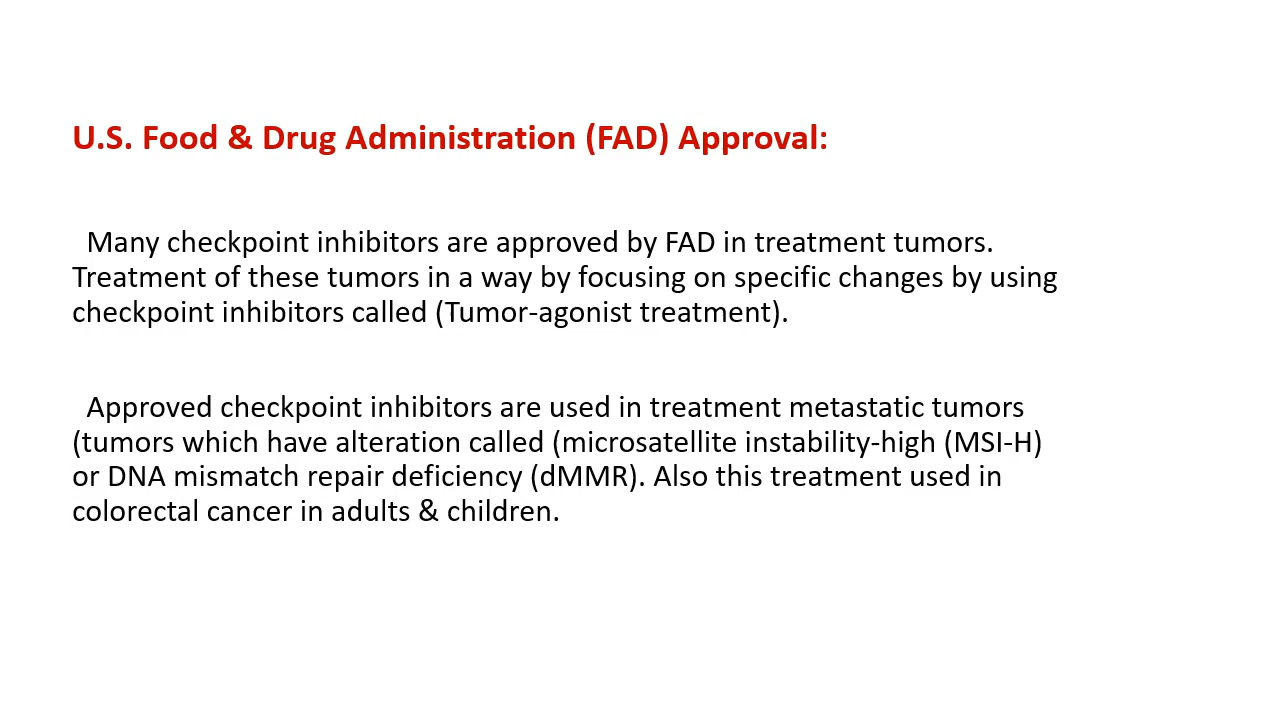 U.S. Food & Drug Administration (FAD) Approval:
Many checkpoint inhibitors are approved by FAD in treatment tumors.
Treatment of these tumors in a way by focusing on specific changes by using
checkpoint inhibitors called (Tumor-agonist treatment).
Approved checkpoint inhibitors are used in treatment metastatic tumors
(tumors which have alteration called (microsatellite instability-high (MSI-H)
or DNA mismatch repair deficiency (dMMR). Also this treatment used in
colorectal cancer in adults & children.